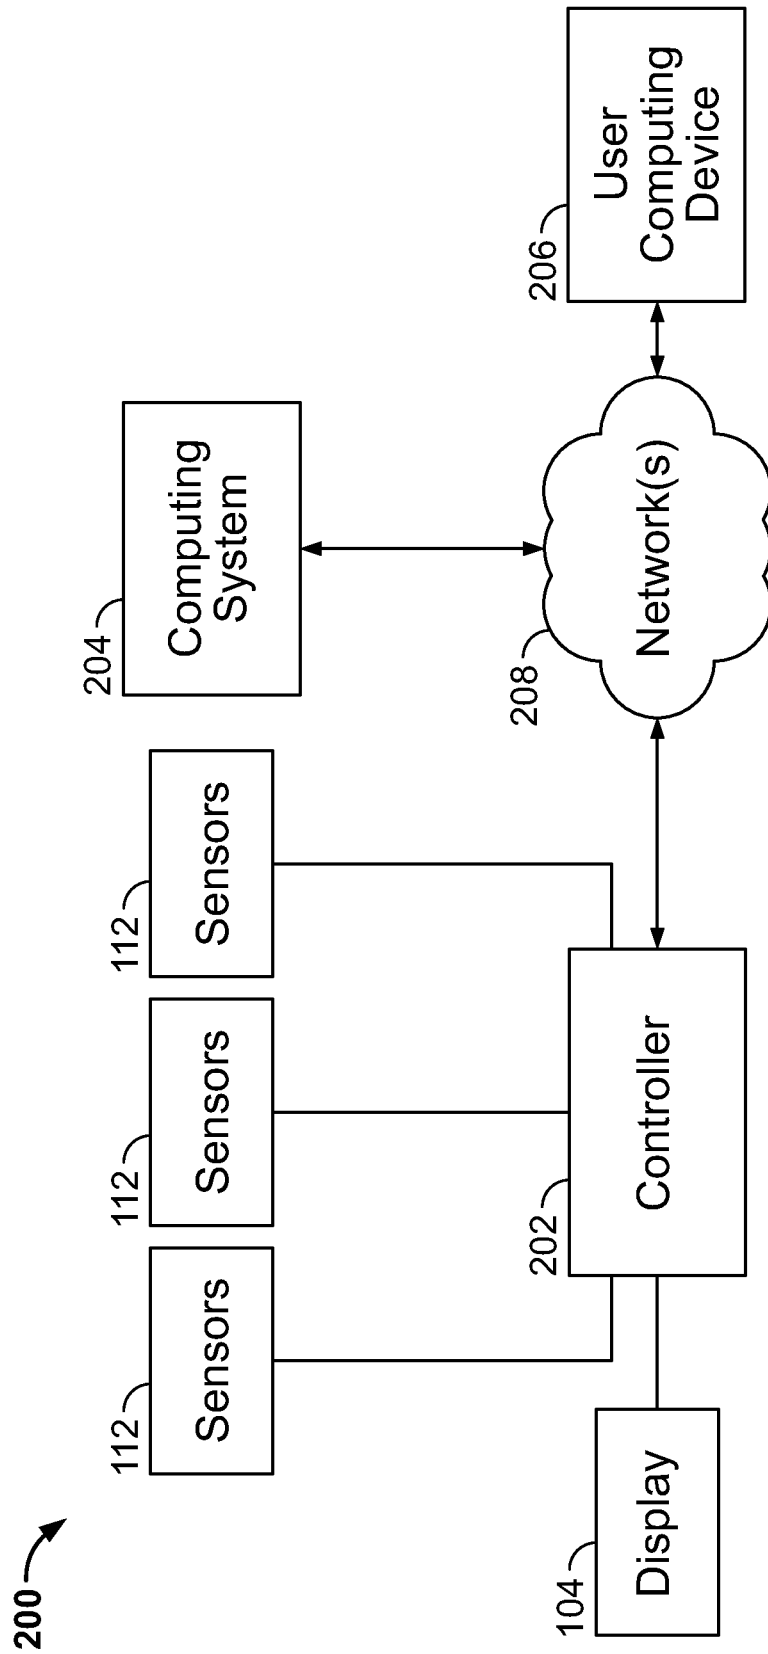 200
112
Sensors
112
Sensors
112
Sensors
204
Computing
System
104
Display
202
Controller
208
Network(s)
206
User
Computing
Device